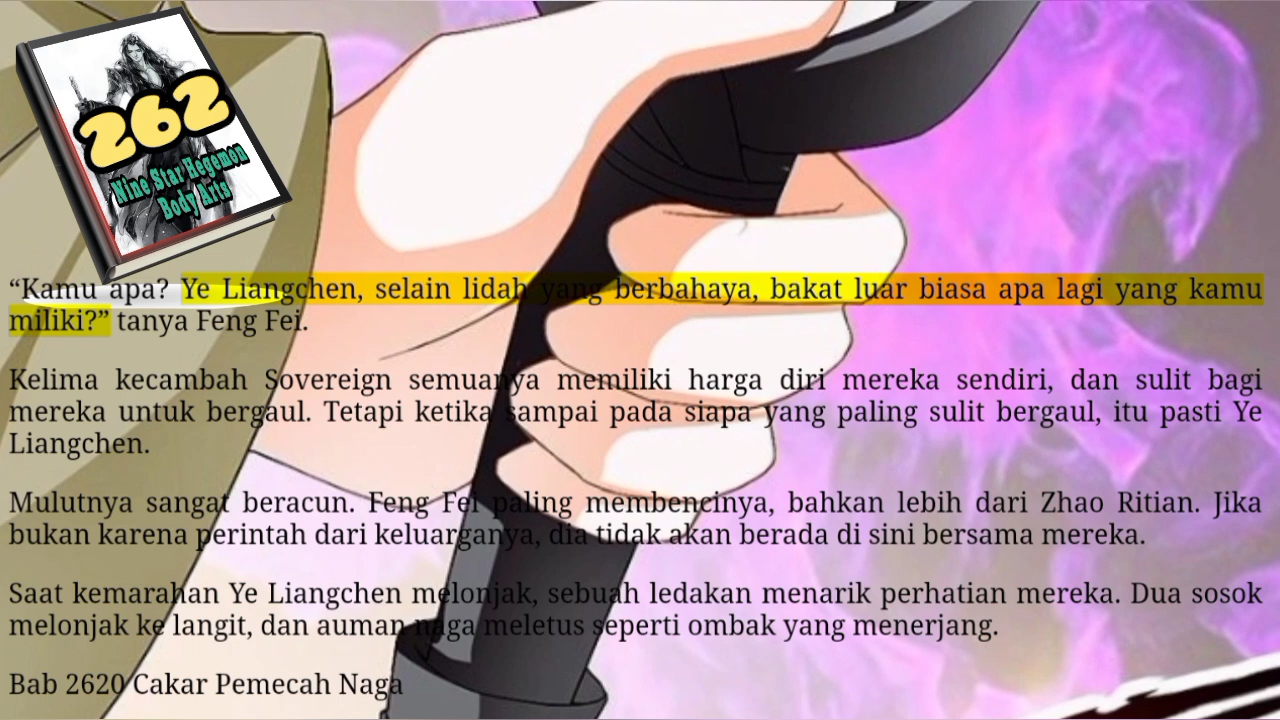 262
Nine Star Hegemon
Body Arts
“Kamu apa? Ye Liangchen, selain lidah yang berbahaya, bakat luar biasa apa lagi yang kamu
miliki?” tanya Feng Fei.
Kelima kecambah Sovereign semuanya memiliki harga diri mereka sendiri, dan sulit bagi
mereka untuk bergaul. Tetapi ketika sampai pada siapa yang paling sulit bergaul, itu pasti Ye
Liangchen.
Mulutnya sangat beracun. Feng Fei paling membencinya, bahkan lebih dari Zhao Ritian. Jika
bukan karena perintah dari keluarganya, dia tidak akan berada di sini bersama mereka.
Saat kemarahan Ye Liangchen melonjak, sebuah ledakan menarik perhatian mereka. Dua sosok
melonjak ke langit, dan auman naga meletus seperti ombak yang menerjang.
Bab 2620 Cakar Pemecah Naga